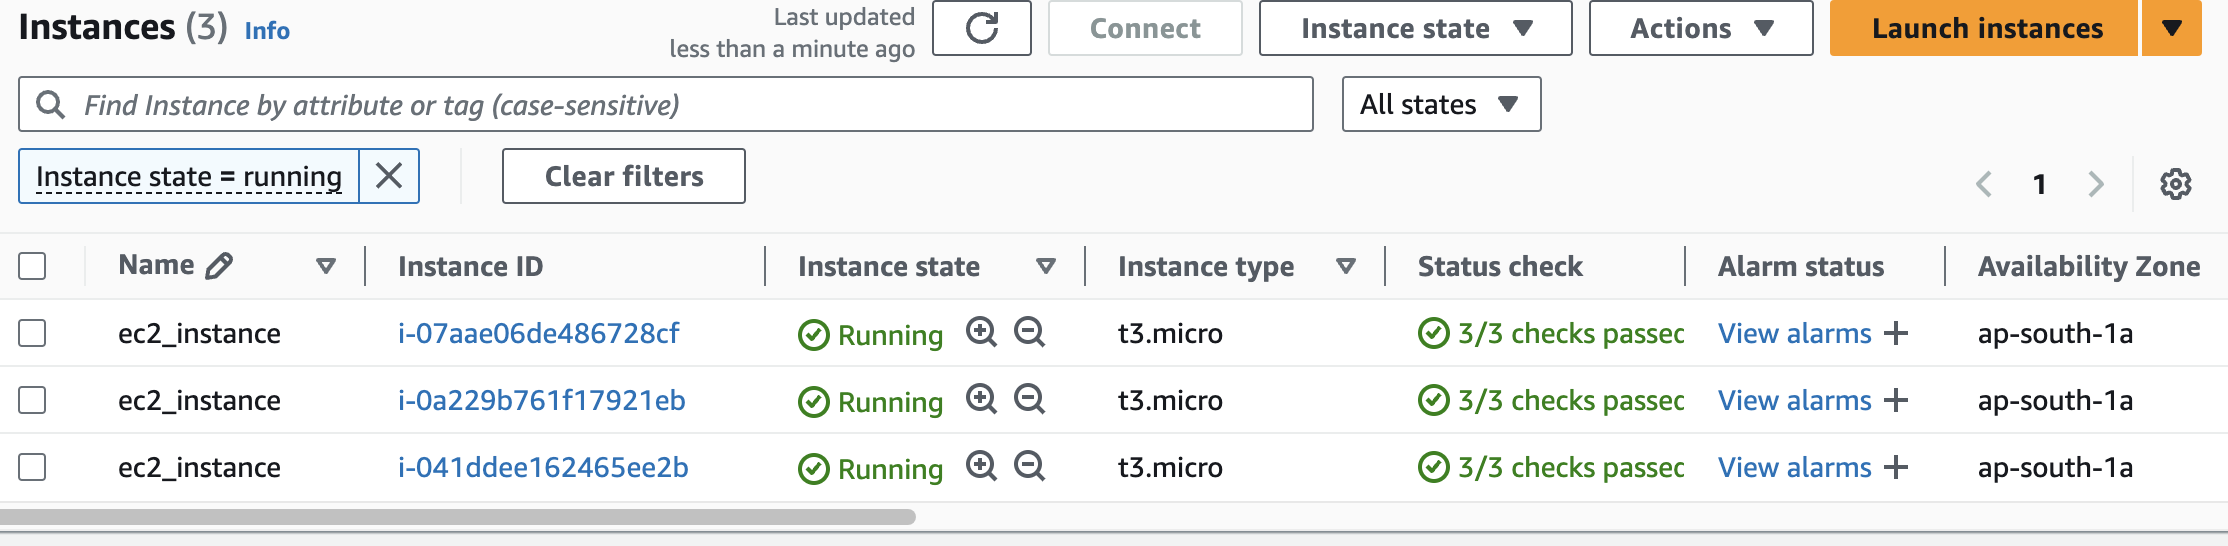 Instances (3) Info
Last updated
less than a minute ago
Connect Instance state Actions Launch instances
Find Instance by attribute or tag (case-sensitive) All states
Instance state = running Clear filters 1
Name Instance ID Instance state Instance type Status check Alarm status Availability Zone
ec2_instance i-07aae06de486728cf Running t3.micro 3/3 checks passec View alarms + ap-south-1a
ec2_instance i-0a229b761f17921eb Running t3.micro 3/3 checks passec View alarms + ap-south-1a
ec2_instance i-041ddee162465ee2b Running t3.micro 3/3 checks passec View alarms + ap-south-1a